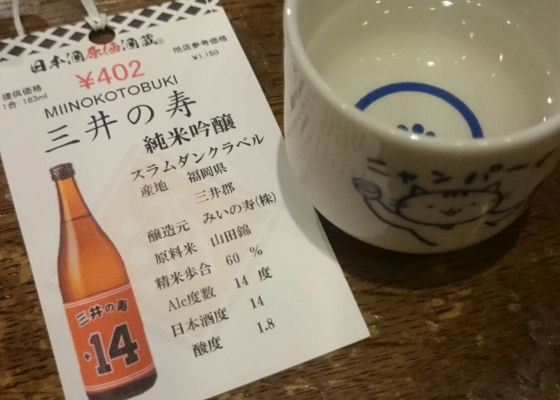 日本酒原価酒蔵
提供価格
1合:183ml
¥402
他店参考価格
¥1,150
MIINOKOTOBUKI
三井の寿
純米吟醸
スラムダンクラベル
産地 福岡県
三井郡
醸造元 みいの寿(株)
原料米 山田錦
精米歩合 60 %
Alc度数 14 度
日本酒度 14
酸度 1.8
三井の寿
+14
ニャンパーイ